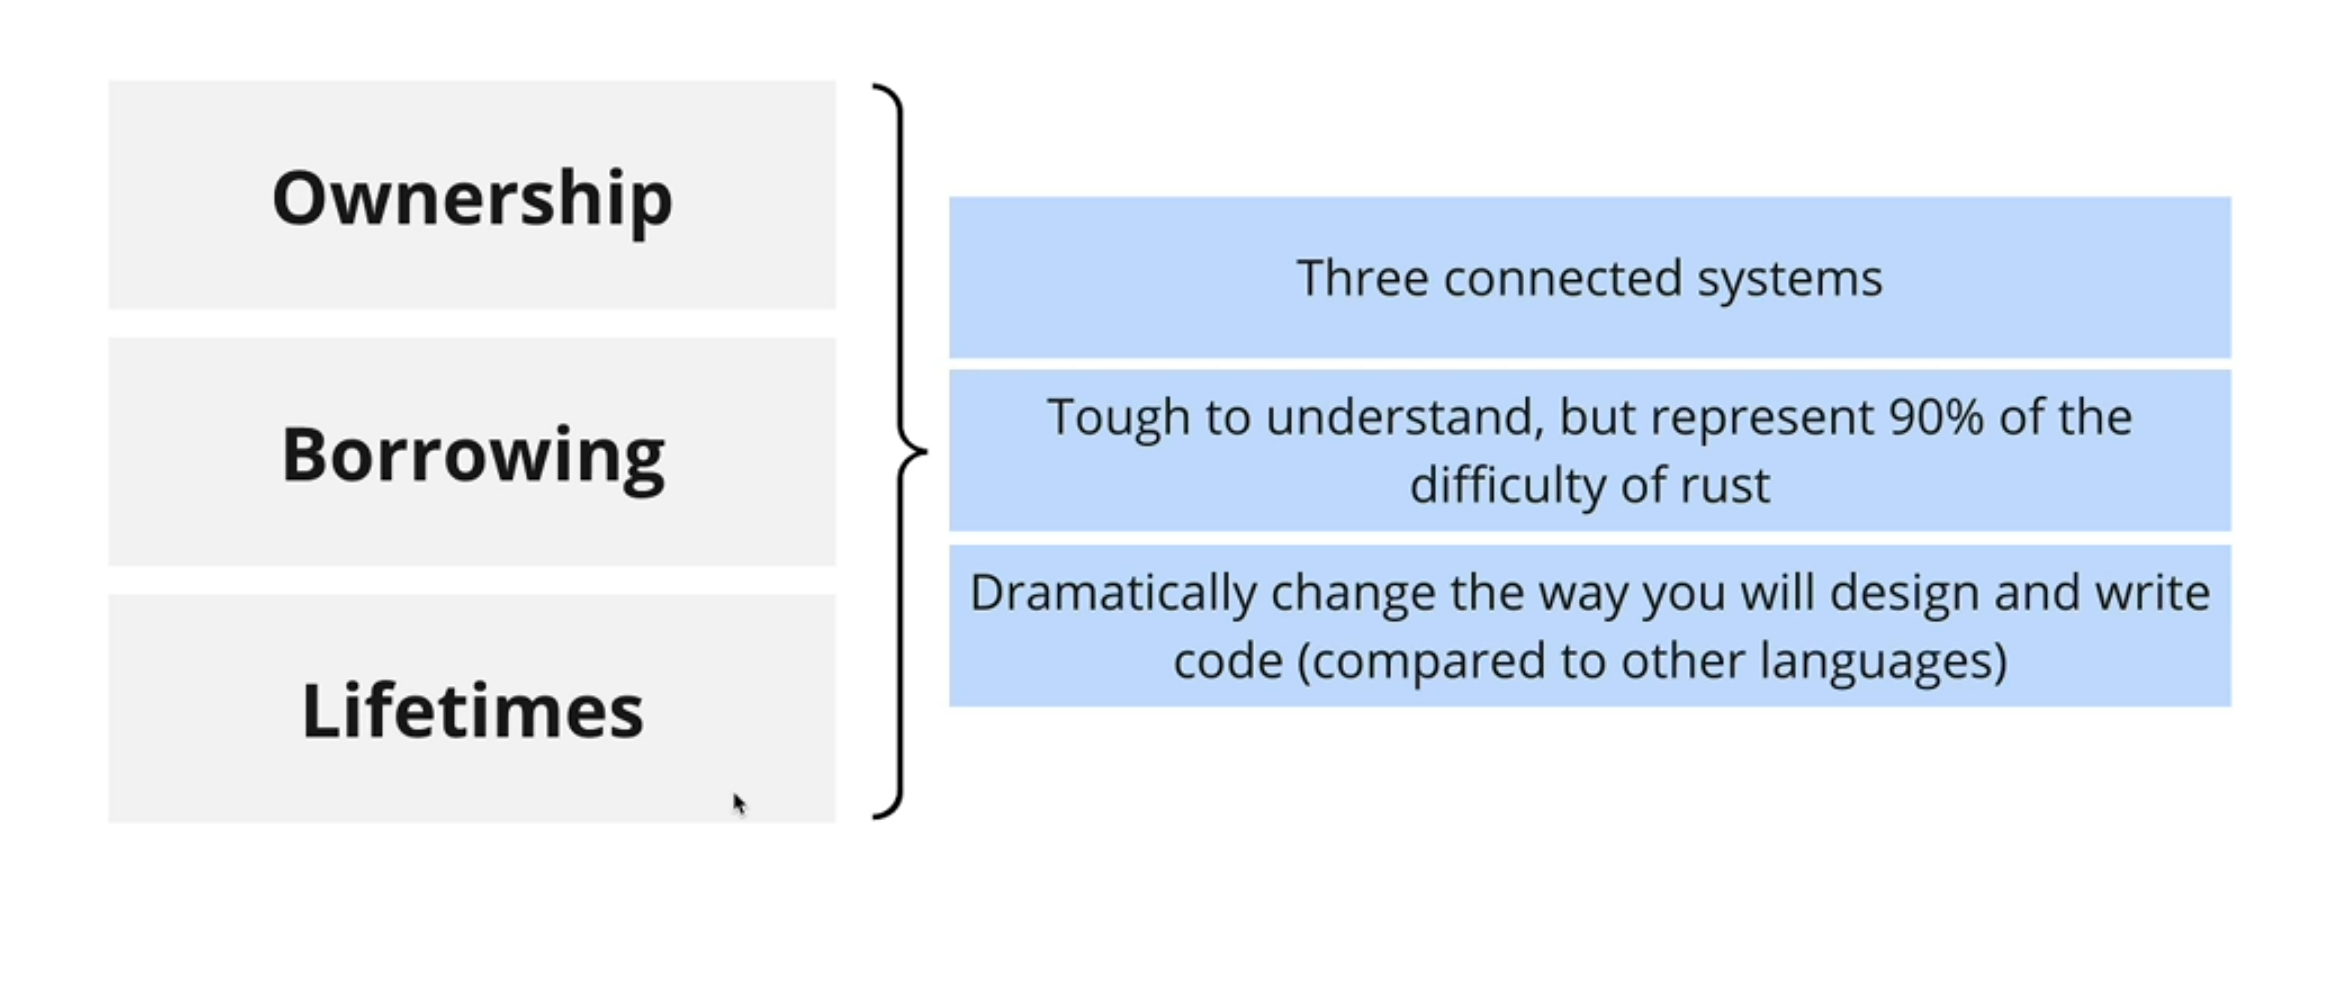 Ownership
Borrowing
Lifetimes
Three connected systems
Tough to understand, but represent 90% of the
difficulty of rust
Dramatically change the way you will design and write
code (compared to other languages)